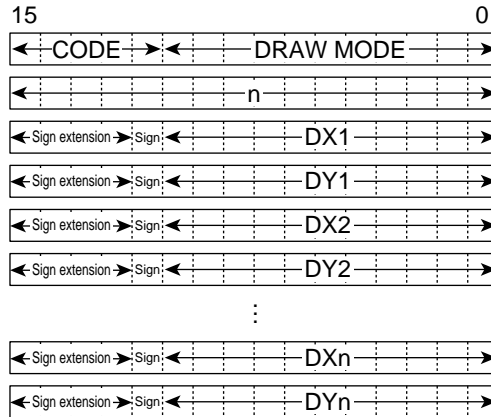 15 0
CODE DRAW MODE
n
Sign extension Sign DX1
Sign extension Sign DY1
Sign extension Sign DX2
Sign extension Sign DY2
⋮
Sign extension Sign DXn
Sign extension Sign DYn